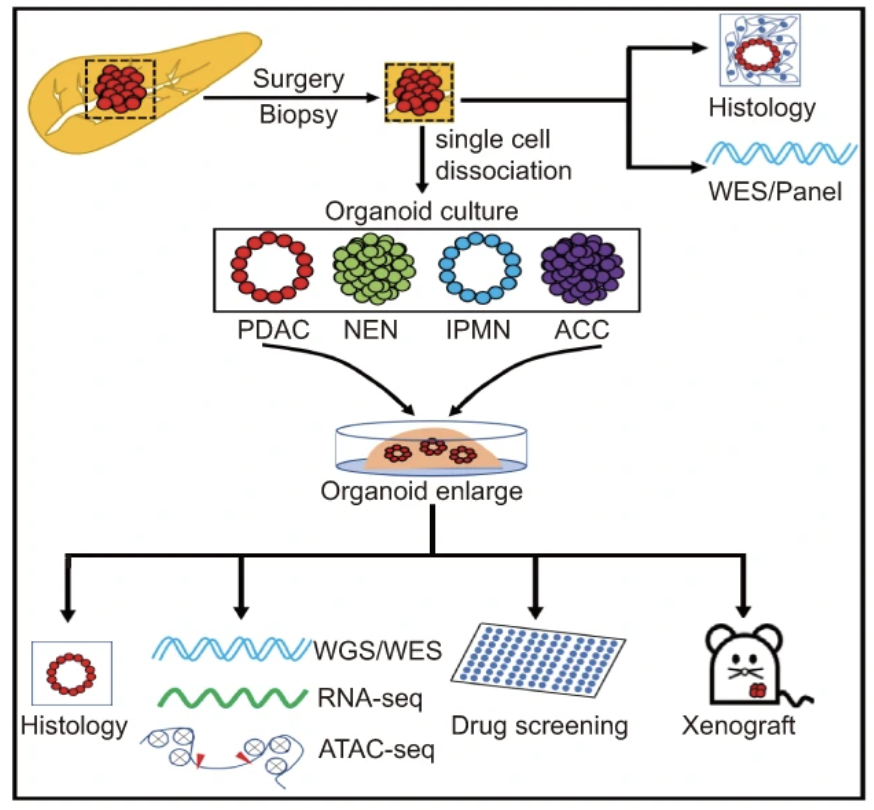 Surgery
Biopsy
Histology
WES/Panel
single cell
dissociation
Organoid culture
PDAC NEN IPMN ACC
Organoid enlarge
Histology
WGS/WES
RNA-seq
ATAC-seq
Drug screening
Xenograft